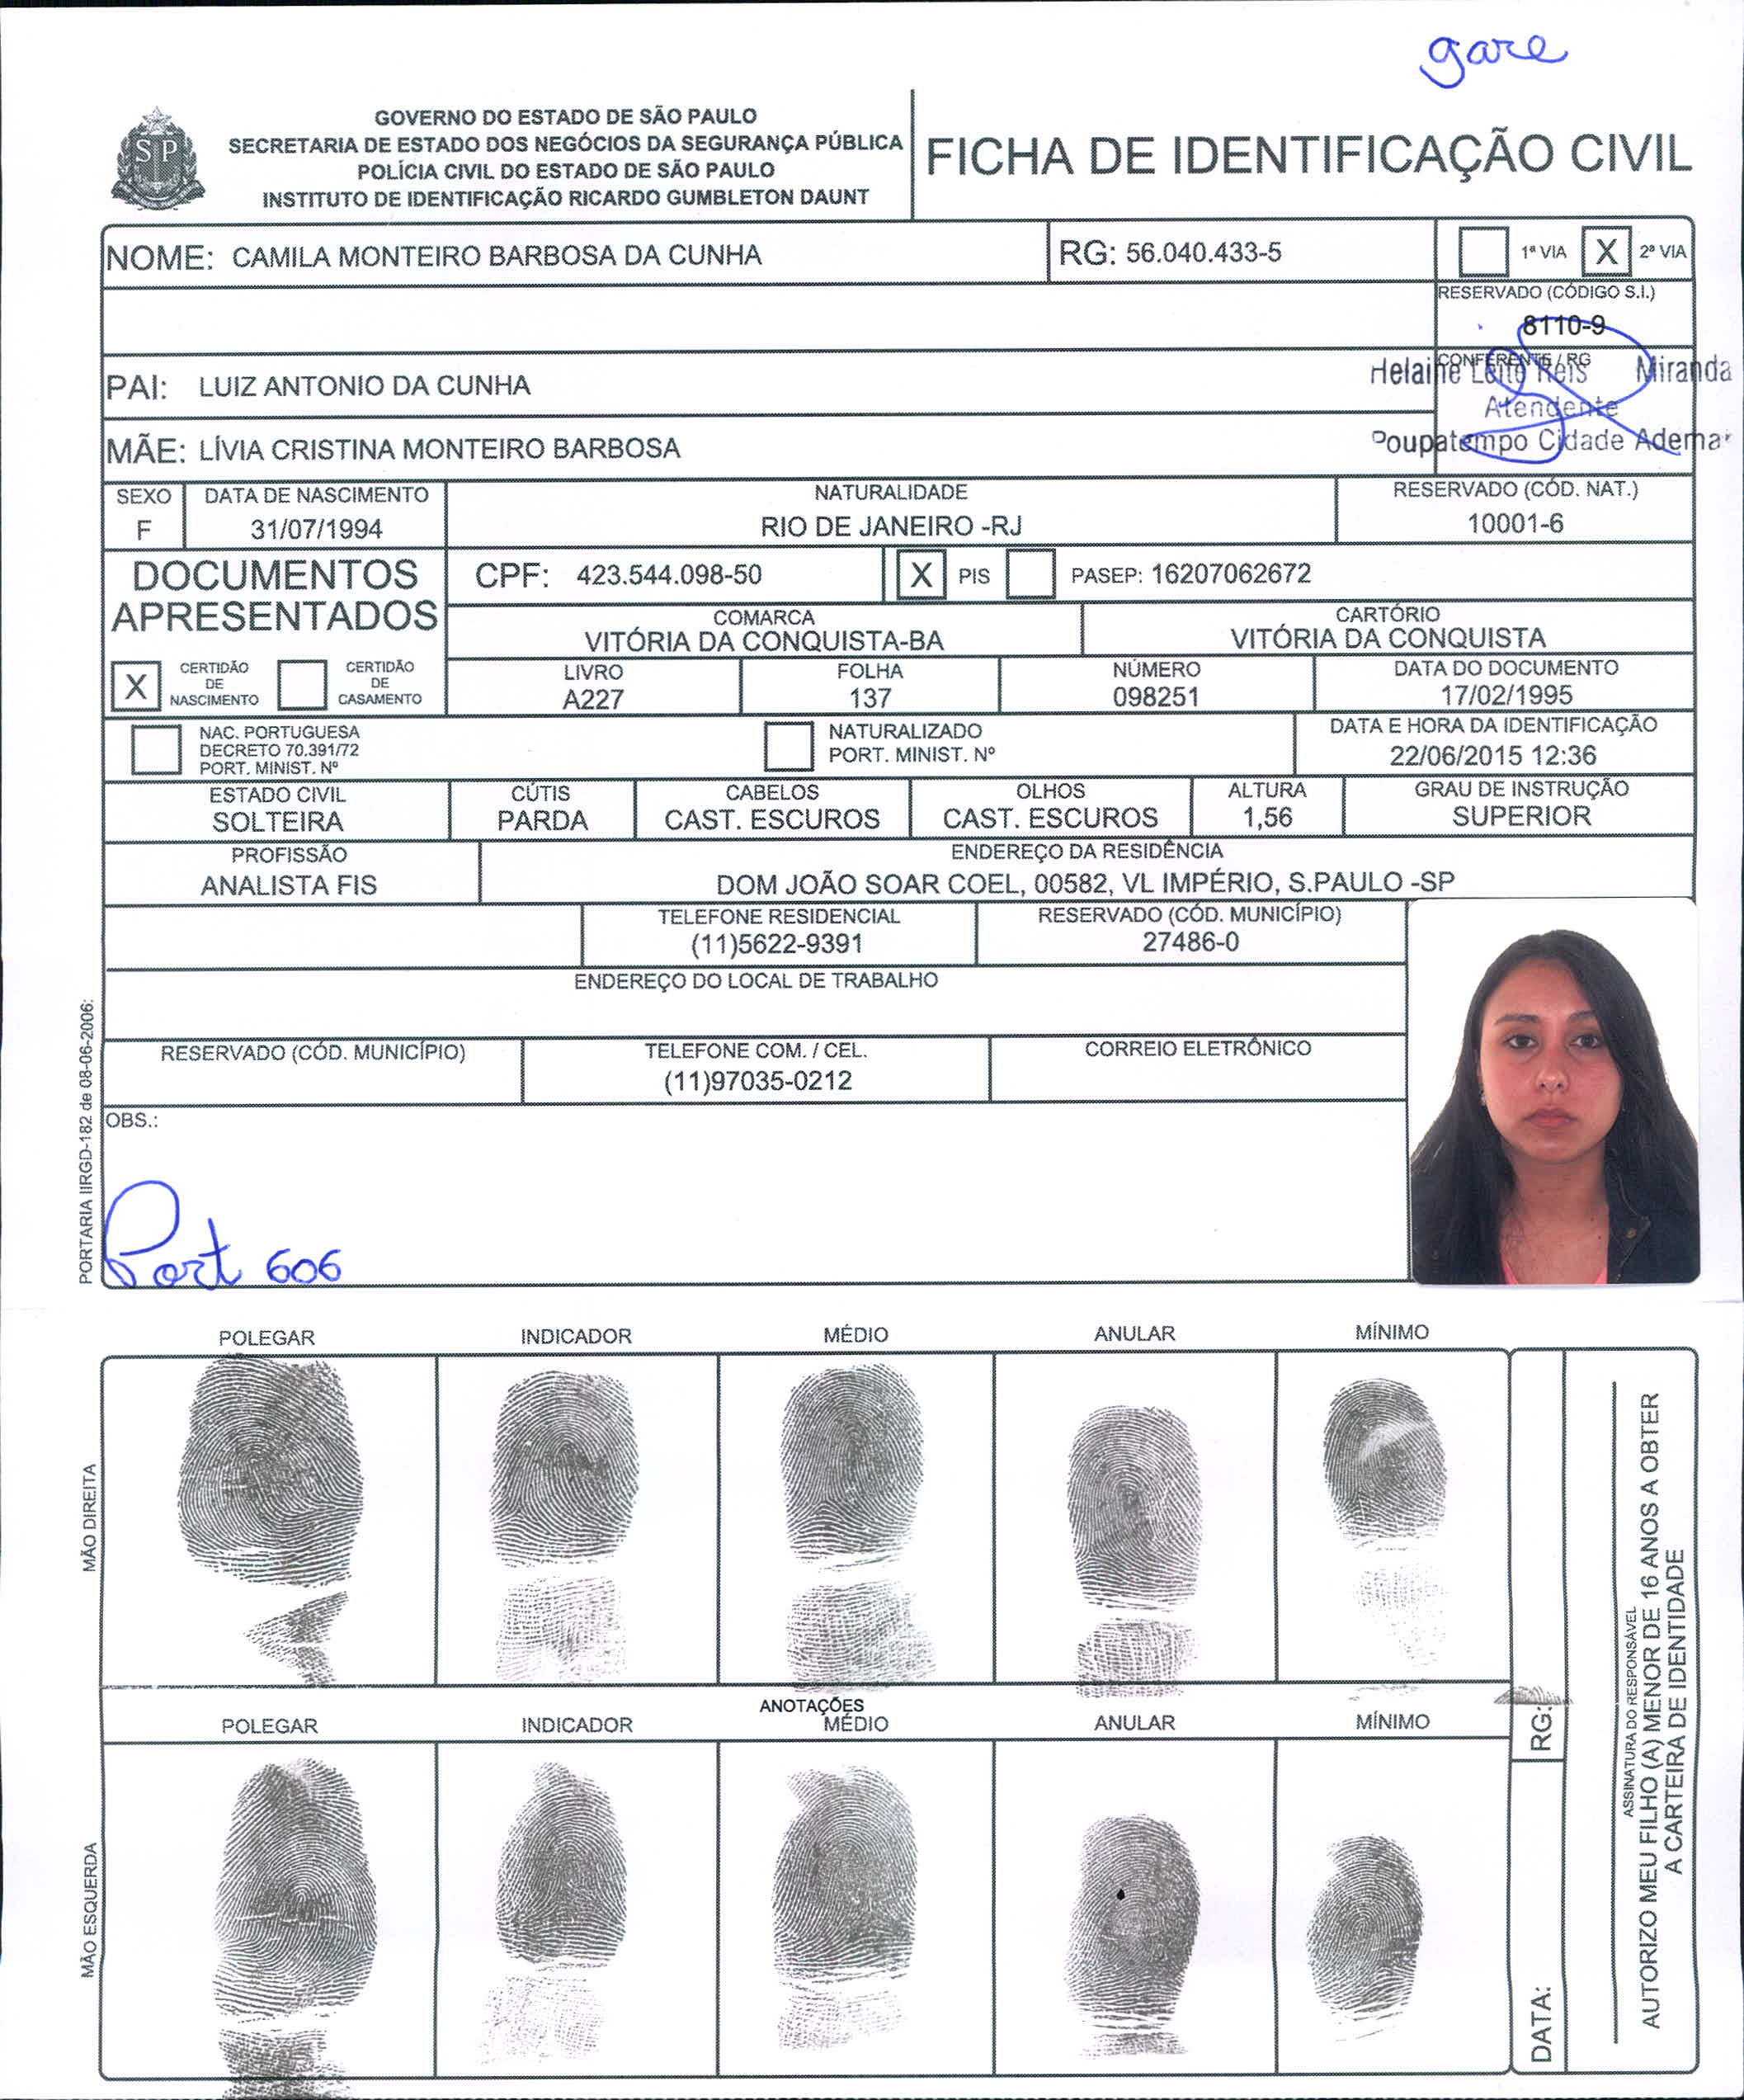 gare
GOVERNO DO ESTADO DE SÃO PAULO
SECRETARIA DE ESTADO DOS NEGÓCIOS DA SEGURANÇA PÚBLICA
POLÍCIA CIVIL DO ESTADO DE SÃO PAULO
INSTITUTO DE IDENTIFICAÇÃO RICARDO GUMBLETON DAUNT
SP
FICHA DE IDENTIFICAÇÃO CIVIL
NOME: CAMILA MONTEIRO BARBOSA DA CUNHA
RG: 56.040.433-5
1ª VIA X 2ª VIA
RESERVADO (CÓDIGO S.I.)
8110-9
PAI: LUIZ ANTONIO DA CUNHA
CONFERENTE / RG
Helaine Leito Reis Miranda
Atendente
Poupatempo Cidade Ademar
MÃE: LÍVIA CRISTINA MONTEIRO BARBOSA
SEXO
F
DATA DE NASCIMENTO
31/07/1994
NATURALIDADE
RIO DE JANEIRO -RJ
RESERVADO (CÓD. NAT.)
10001-6
DOCUMENTOS
APRESENTADOS
CPF: 423.544.098-50
X PIS
PASEP: 16207062672
COMARCA
VITÓRIA DA CONQUISTA-BA
CARTÓRIO
VITÓRIA DA CONQUISTA
X
CERTIDÃO
DE
NASCIMENTO
CERTIDÃO
DE
CASAMENTO
LIVRO
A227
FOLHA
137
NÚMERO
098251
DATA DO DOCUMENTO
17/02/1995
NAC. PORTUGUESA
DECRETO 70.391/72
PORT. MINIST. Nº
NATURALIZADO
PORT. MINIST. Nº
DATA E HORA DA IDENTIFICAÇÃO
22/06/2015 12:36
ESTADO CIVIL
SOLTEIRA
CÚTIS
PARDA
CABELOS
CAST. ESCUROS
OLHOS
CAST. ESCUROS
ALTURA
1,56
GRAU DE INSTRUÇÃO
SUPERIOR
PROFISSÃO
ANALISTA FIS
ENDEREÇO DA RESIDÊNCIA
DOM JOÃO SOAR COEL, 00582, VL IMPÉRIO, S.PAULO -SP
TELEFONE RESIDENCIAL
(11)5622-9391
RESERVADO (CÓD. MUNICÍPIO)
27486-0
ENDEREÇO DO LOCAL DE TRABALHO
RESERVADO (CÓD. MUNICÍPIO)
TELEFONE COM. / CEL.
(11)97035-0212
CORREIO ELETRÔNICO
OBS.:
Port 606
PORTARIA IIRGD-182 de 08-06-2006:
POLEGAR INDICADOR MÉDIO ANULAR MÍNIMO
MÃO DIREITA
ANOTAÇÕES
POLEGAR INDICADOR MÉDIO ANULAR MÍNIMO
MÃO ESQUERDA
RG:
DATA:
ASSINATURA DO RESPONSÁVEL
AUTORIZO MEU FILHO (A) MENOR DE 16 ANOS A OBTER
A CARTEIRA DE IDENTIDADE